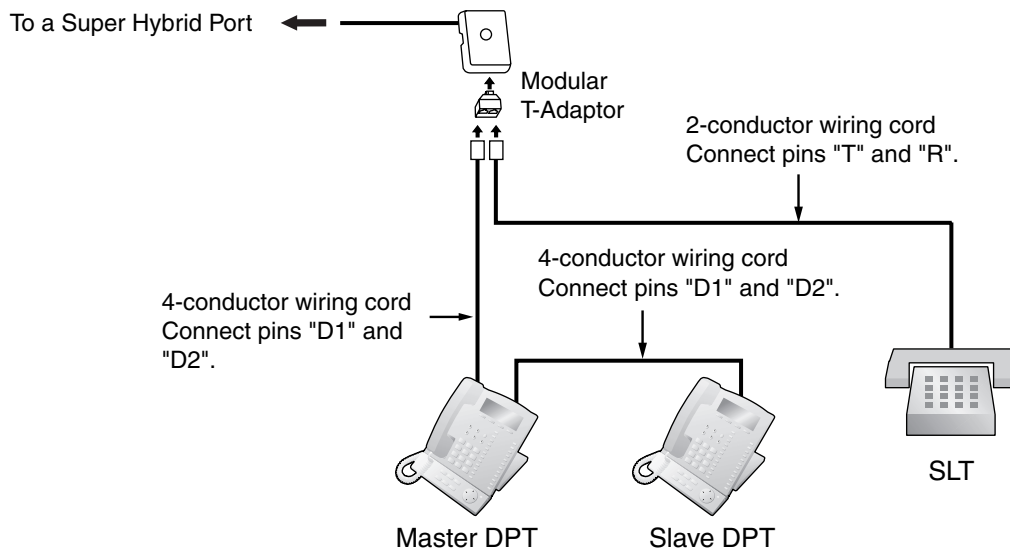 To a Super Hybrid Port
Modular
T-Adaptor
2-conductor wiring cord
Connect pins "T" and "R".
4-conductor wiring cord
Connect pins "D1" and "D2".
4-conductor wiring cord
Connect pins "D1" and
"D2".
SLT
Master DPT
Slave DPT